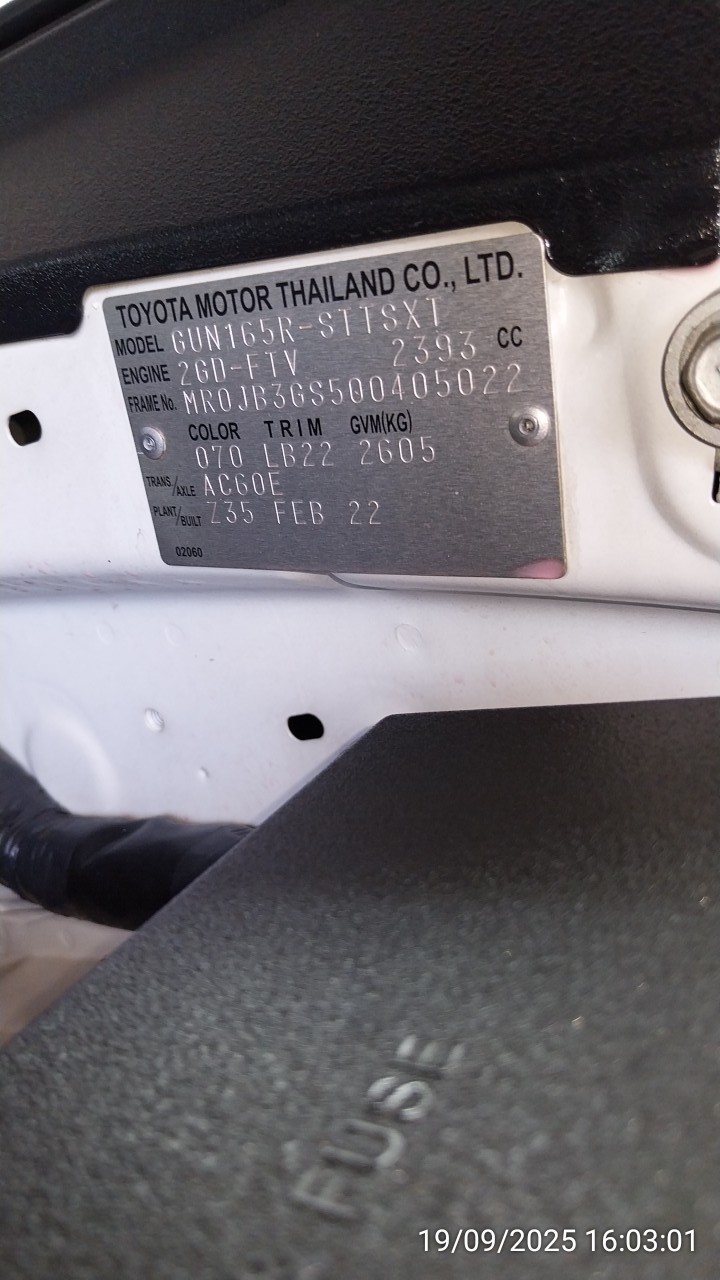 TOYOTA MOTOR THAILAND CO., LTD.
MODEL GUN165R-STTSXT
ENGINE 2GD-FTV 2393 CC
FRAME No. MR0JB3GS500405022
COLOR TRIM GVM(KG)
070 LB22 2605
TRANS./AXLE AC60E
PLANT/BUILT Z35 FEB 22
02060
FUSE
19/09/2025 16:03:01